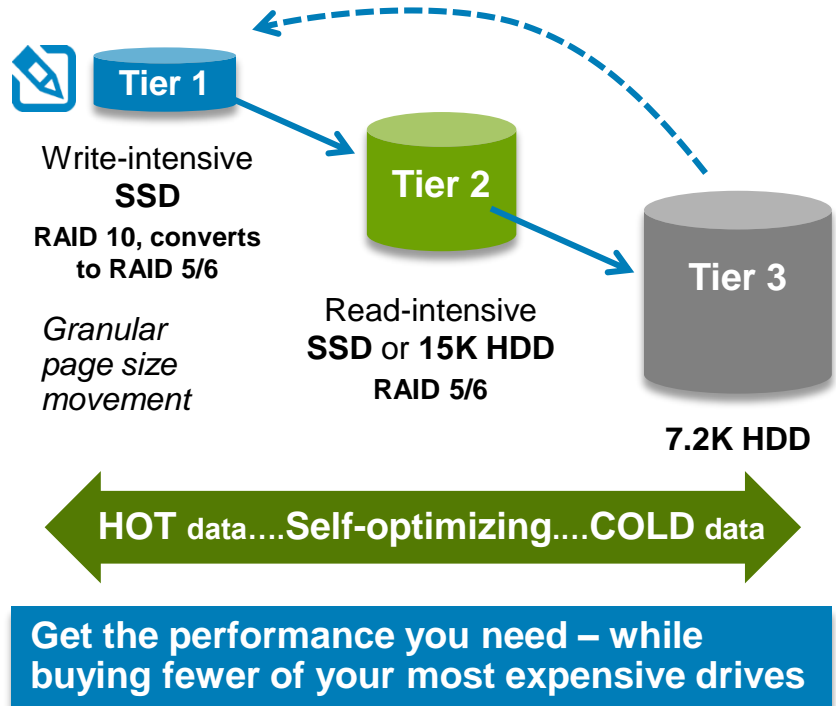 Tier 1
Write-intensive
SSD
RAID 10, converts
to RAID 5/6
Granular
page size
movement
Tier 2
Read-intensive
SSD or 15K HDD
RAID 5/6
Tier 3
7.2K HDD
HOT data....Self-optimizing....COLD data
Get the performance you need – while
buying fewer of your most expensive drives